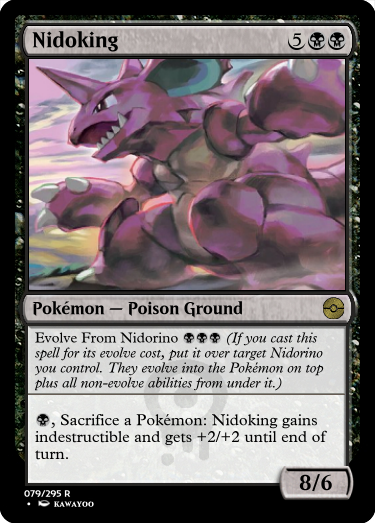 Nidoking 5
Pokémon — Poison Ground
Evolve From Nidorino (If you cast this
spell for its evolve cost, put it over target Nidorino
you control. They evolve into the Pokémon on top
plus all non-evolve abilities from under it.)
, Sacrifice a Pokémon: Nidoking gains
indestructible and gets +2/+2 until end of
turn.
8/6
079/295 R
• KAWAYOO